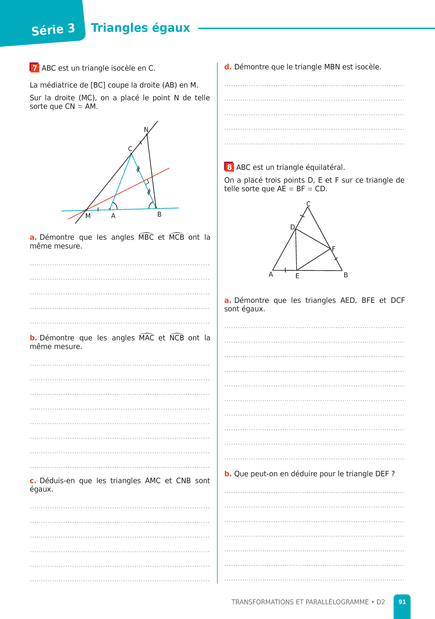 Série 3
Triangles égaux
7 ABC est un triangle isocèle en C.
La médiatrice de [BC] coupe la droite (AB) en M.
Sur la droite (MC), on a placé le point N de telle
sorte que CN = AM.
N
C
M
A
B
a. Démontre que les angles MBC et MCB ont la
même mesure.
b. Démontre que les angles MAC et NCB ont la
même mesure.
c. Déduis-en que les triangles AMC et CNB sont
égaux.
d. Démontre que le triangle MBN est isocèle.
8 ABC est un triangle équilatéral.
On a placé trois points D, E et F sur ce triangle de
telle sorte que AE = BF = CD.
C
D
F
A
E
B
a. Démontre que les triangles AED, BFE et DCF
sont égaux.
b. Que peut-on en déduire pour le triangle DEF ?
TRANSFORMATIONS ET PARALLÉLOGRAMME • D2
91